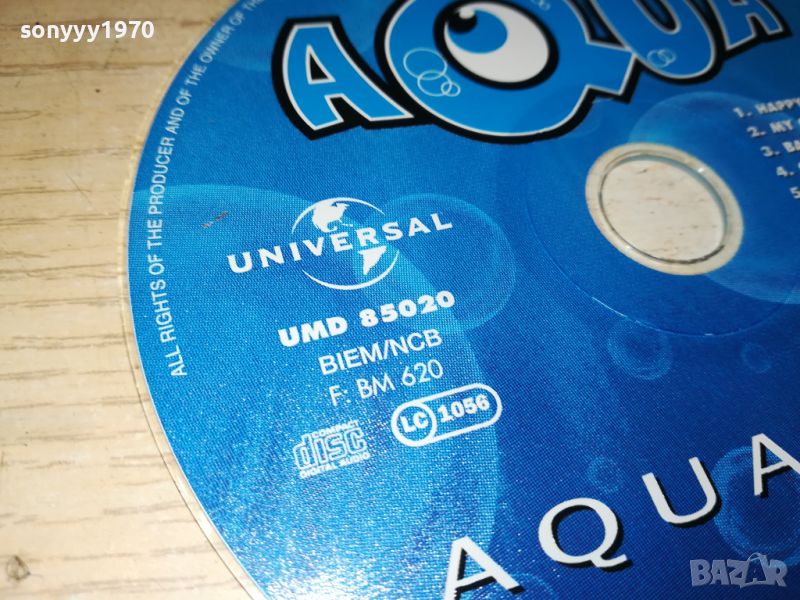 sonyyy1970
AQUA
ALL RIGHTS OF THE PRODUCER AND OF THE OWNER OF THE
1. HAPPY
2. MY
3. BA
4.
5.
UNIVERSAL
UMD 85020
BIEM/NCB
F: BM 620
LC 1056
COMPACT
disc
DIGITAL AUDIO
AQUA
BAZAR